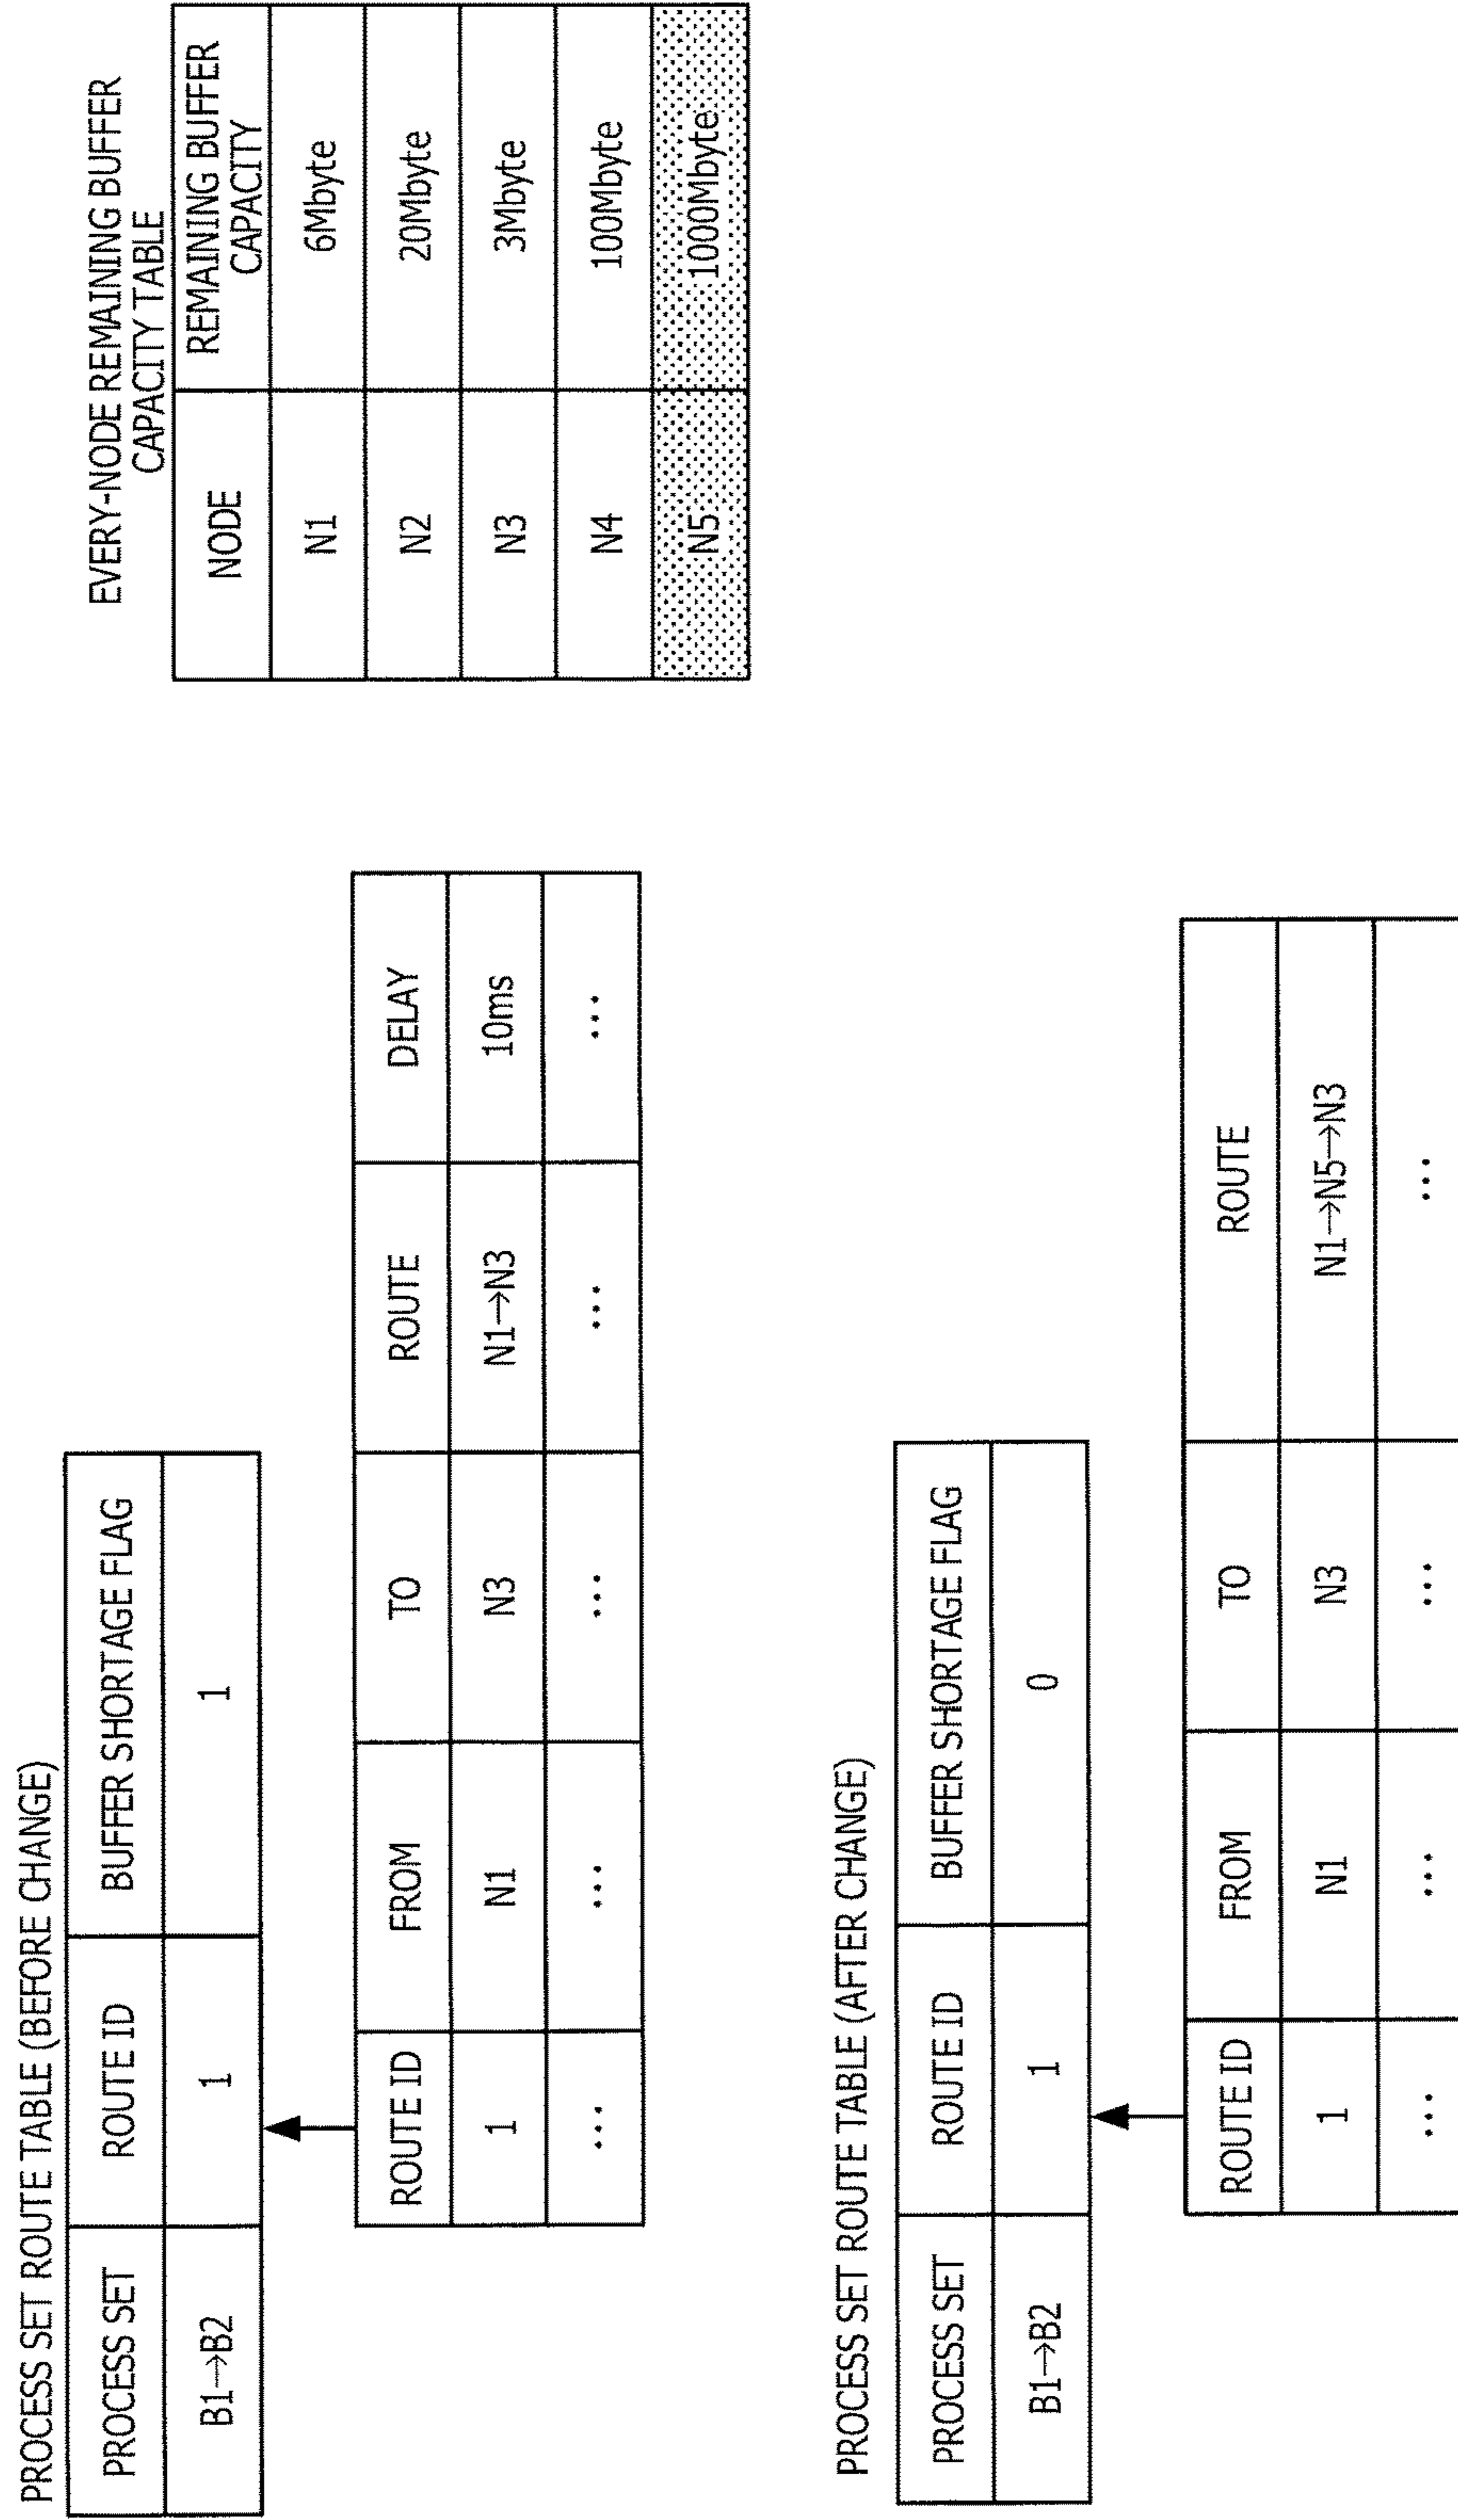 PROCESS SET ROUTE TABLE (BEFORE CHANGE)
PROCESS SET ROUTE ID BUFFER SHORTAGE FLAG
B1→B2 1 1
ROUTE ID FROM TO ROUTE DELAY
1 N1 N3 N1→N3 10ms
... ... ... ... ...
EVERY-NODE REMAINING BUFFER
CAPACITY TABLE
NODE REMAINING BUFFER
CAPACITY
N1 6Mbyte
N2 20Mbyte
N3 3Mbyte
N4 100Mbyte
N5 1000Mbyte
PROCESS SET ROUTE TABLE (AFTER CHANGE)
PROCESS SET ROUTE ID BUFFER SHORTAGE FLAG
B1→B2 1 0
ROUTE ID FROM TO ROUTE
1 N1 N3 N1→N5→N3
... ... ... ...